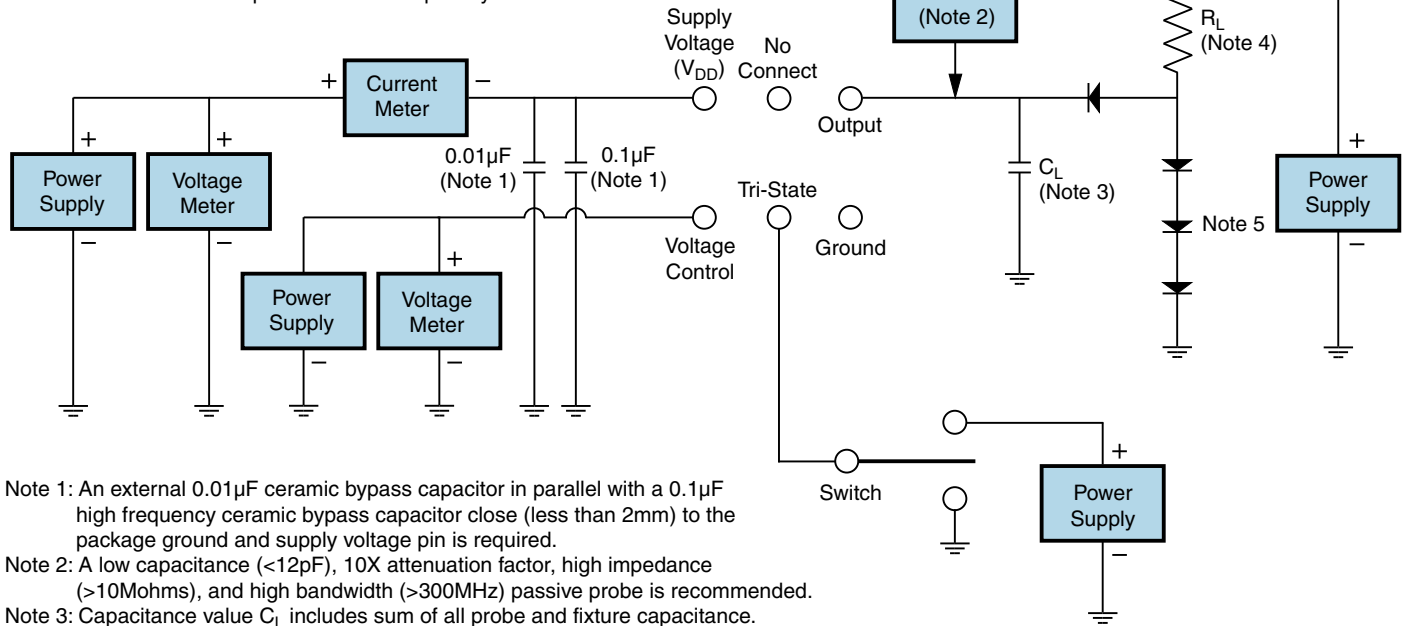 Supply
Voltage
(VDD)
No
Connect
Output
(Note 2)
RL
(Note 4)
+
Current
Meter
−
+
Power
Supply
−
+
Voltage
Meter
−
0.01µF
(Note 1)
0.1µF
(Note 1)
Tri-State
Voltage
Control
Ground
CL
(Note 3)
Note 5
+
Power
Supply
−
Power
Supply
−
+
Voltage
Meter
−
Switch
+
Power
Supply
−
Note 1: An external 0.01µF ceramic bypass capacitor in parallel with a 0.1µF
high frequency ceramic bypass capacitor close (less than 2mm) to the
package ground and supply voltage pin is required.
Note 2: A low capacitance (<12pF), 10X attenuation factor, high impedance
(>10Mohms), and high bandwidth (>300MHz) passive probe is recommended.
Note 3: Capacitance value CL includes sum of all probe and fixture capacitance.